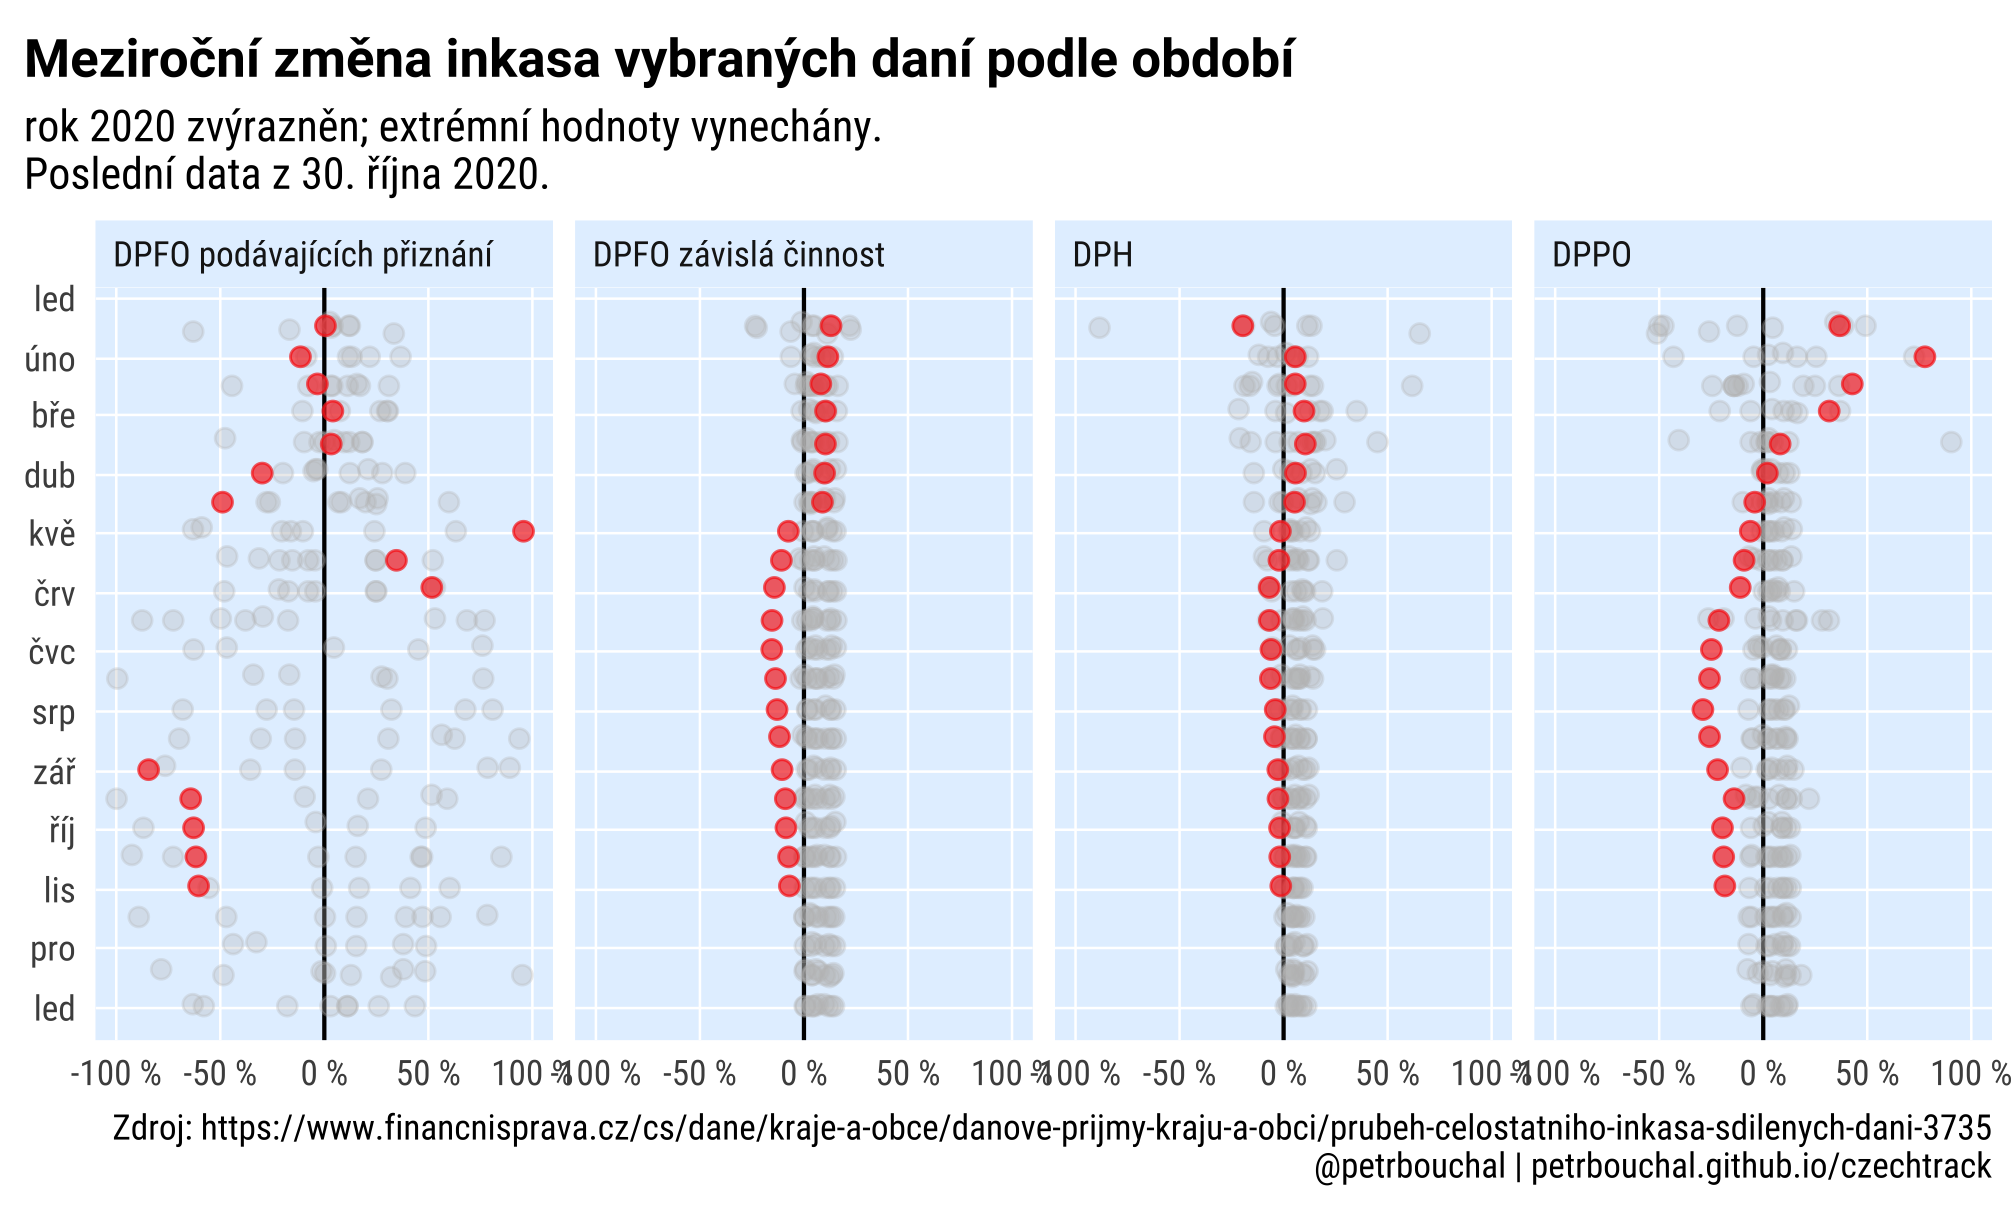 Meziroční změna inkasa vybraných daní podle období
rok 2020 zvýrazněn; extrémní hodnoty vynechány.
Poslední data z 30. října 2020.
DPFO podávajících přiznání
DPFO závislá činnost
DPH
DPPO
led
úno
bře
dub
kvě
črv
čvc
srp
zář
říj
lis
pro
led
-100 % -50 % 0 % 50 % 100 %
-100 % -50 % 0 % 50 % 100 %
-100 % -50 % 0 % 50 % 100 %
-100 % -50 % 0 % 50 % 100 %
Zdroj: https://www.financnisprava.cz/cs/dane/kraje-a-obce/danove-prijmy-kraju-a-obci/prubeh-celostatniho-inkasa-sdilenych-dani-3735
@petrbouchal | petrbouchal.github.io/czechtrack